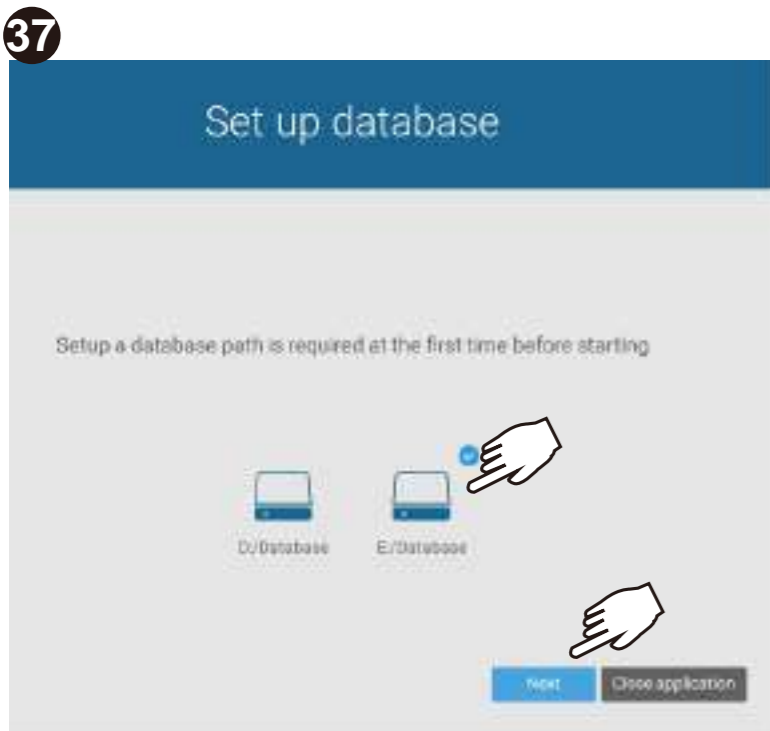 37
Set up database
Setup a database path is required at the first time before starting
D:/Database E:/Database
Next Close application